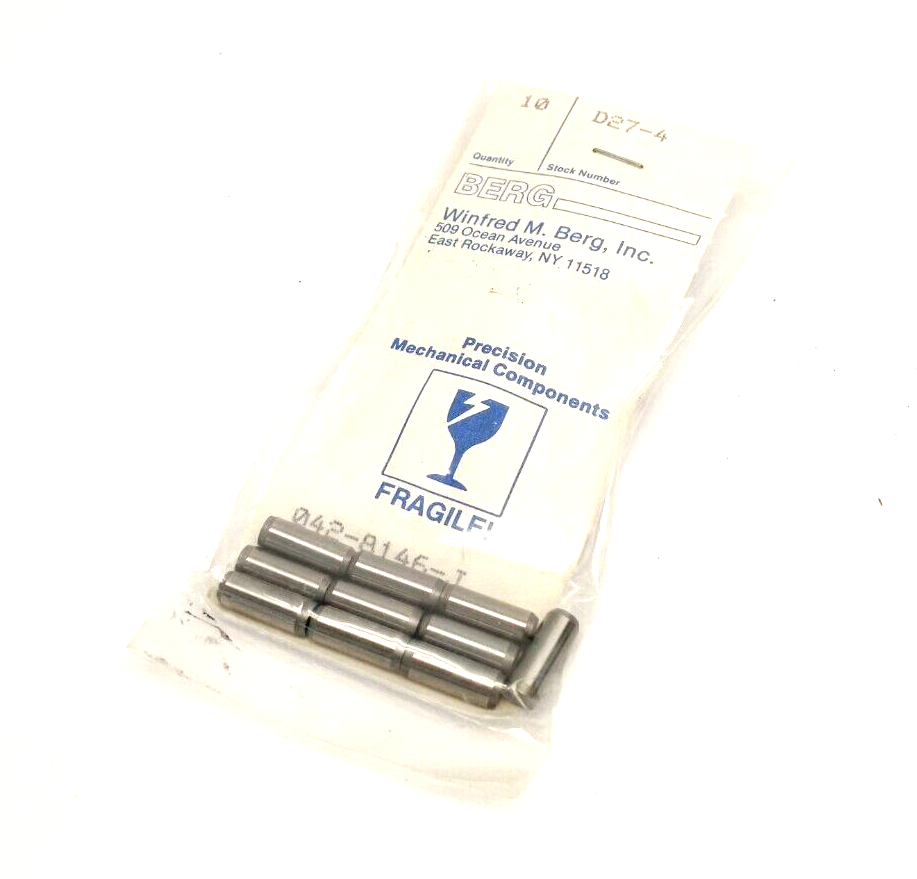 10
D27-4
Quantity
Stock Number
BERG
Winfred M. Berg, Inc.
509 Ocean Avenue
East Rockaway, NY 11518
Precision
Mechanical Components
FRAGILE!